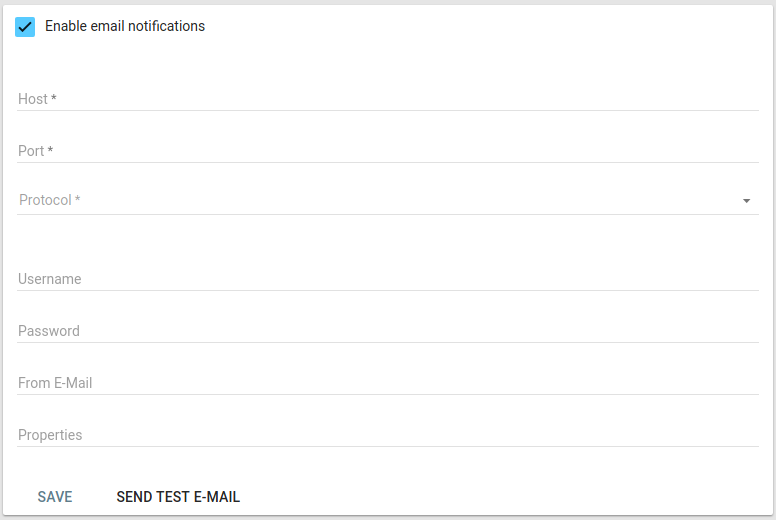 Enable email notifications
Host *
Port *
Protocol *
Username
Password
From E-Mail
Properties
SAVE SEND TEST E-MAIL